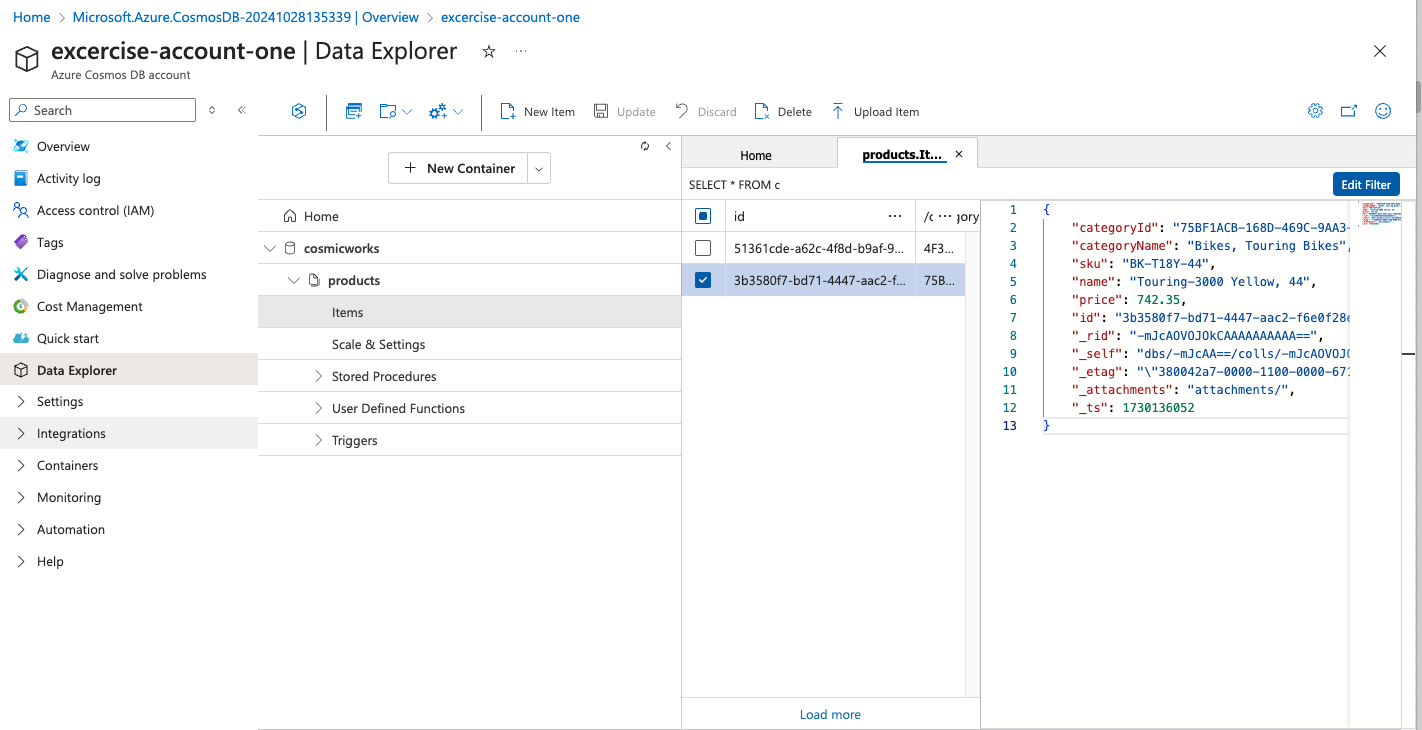 Home > Microsoft.Azure.CosmosDB-20241028135339 | Overview > excercise-account-one
excercise-account-one | Data Explorer
Azure Cosmos DB account
Search
Overview
Activity log
Access control (IAM)
Tags
Diagnose and solve problems
Cost Management
Quick start
Data Explorer
Settings
Integrations
Containers
Monitoring
Automation
Help
New Item
Update
Discard
Delete
Upload Item
New Container
Home
cosmicworks
products
Items
Scale & Settings
Stored Procedures
User Defined Functions
Triggers
Home
products.It...
SELECT * FROM c
Edit Filter
id ... /c ... gory
51361cde-a62c-4f8d-b9af-9... 4F3...
3b3580f7-bd71-4447-aac2-f... 75B...
Load more
1 {
2 "categoryId": "75BF1ACB-168D-469C-9AA3-
3 "categoryName": "Bikes, Touring Bikes",
4 "sku": "BK-T18Y-44",
5 "name": "Touring-3000 Yellow, 44",
6 "price": 742.35,
7 "id": "3b3580f7-bd71-4447-aac2-f6e0f28e
8 "_rid": "-mJcAOVOJOkCAAAAAAAAAA==",
9 "_self": "dbs/-mJcAA==/colls/-mJcAOVOJO
10 "_etag": "\"380042a7-0000-1100-0000-671
11 "_attachments": "attachments/",
12 "_ts": 1730136052
13 }